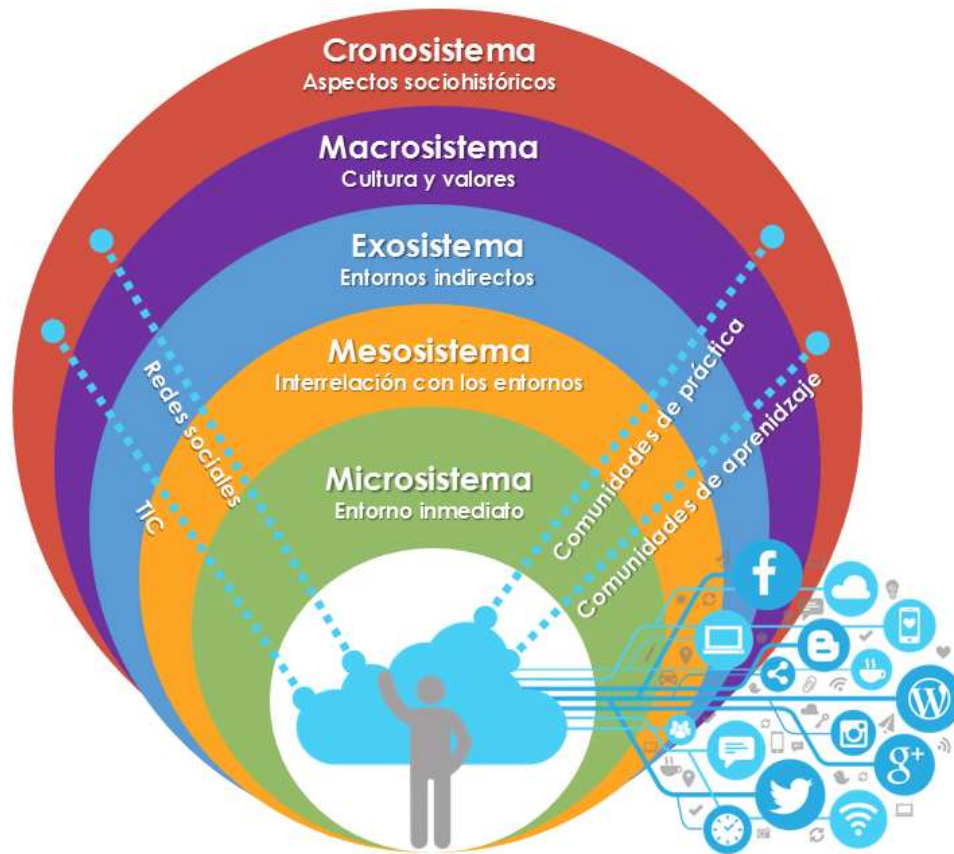 Cronosistema
Aspectos sociohistóricos
Macrosistema
Cultura y valores
Exosistema
Entornos indirectos
Mesosistema
Interrelación con los entornos
Microsistema
Entorno inmediato
Redes sociales
TIC
Comunidades de práctica
Comunidades de aprenidzaje